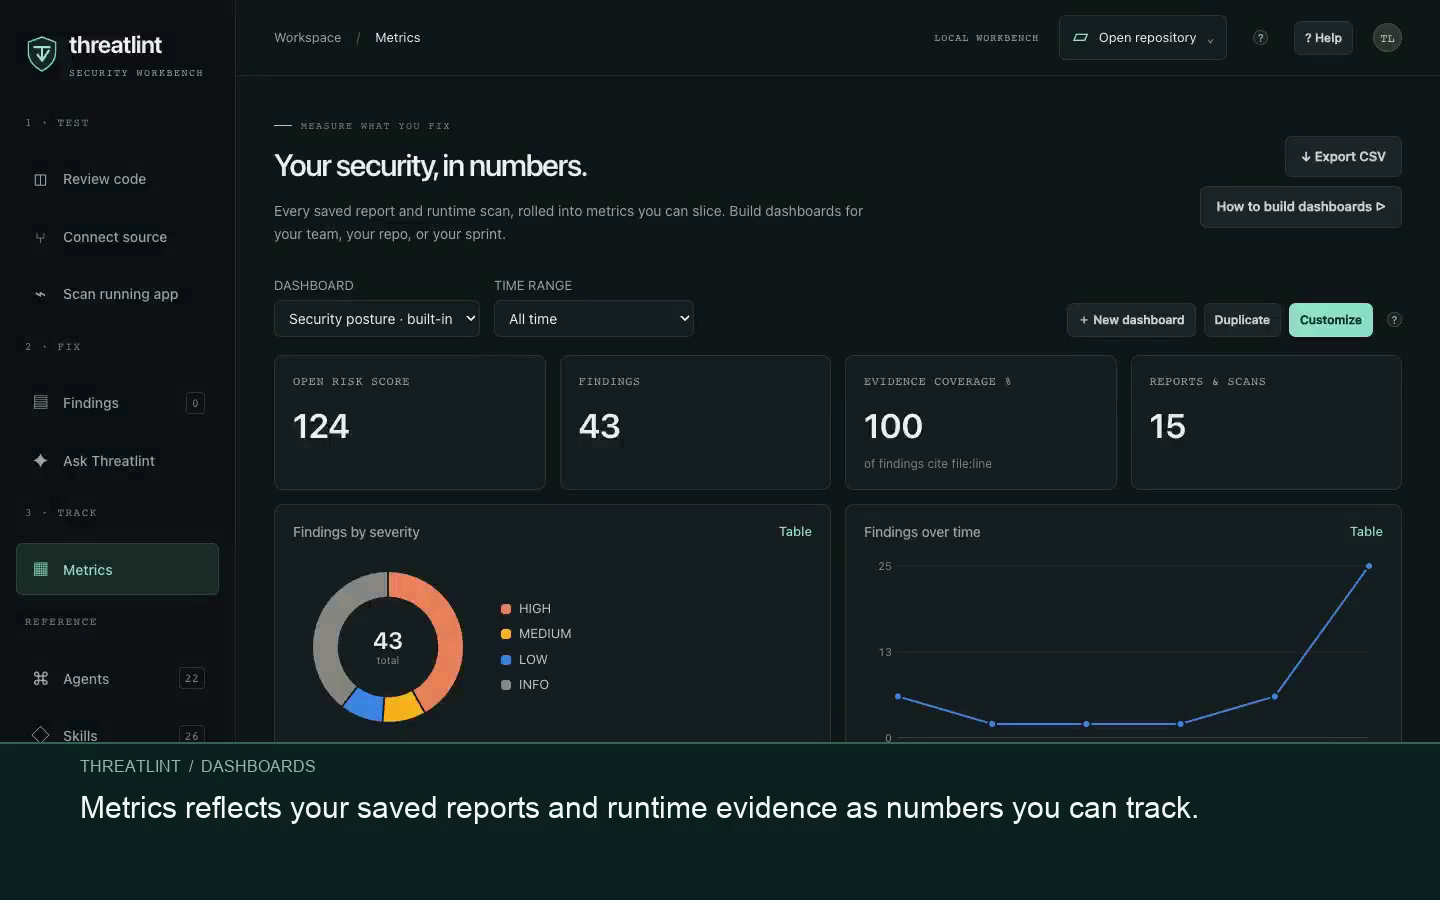 threatlint
SECURITY WORKBENCH
1 · TEST
Review code
Connect source
Scan running app
2 · FIX
Findings 0
Ask Threatlint
3 · TRACK
Metrics
REFERENCE
Agents 22
Skills 26
Workspace / Metrics
LOCAL WORKBENCH
Open repository
?
? Help
TL
MEASURE WHAT YOU FIX
Your security, in numbers.
Every saved report and runtime scan, rolled into metrics you can slice. Build dashboards for
your team, your repo, or your sprint.
↓ Export CSV
How to build dashboards ▷
DASHBOARD
Security posture · built-in
TIME RANGE
All time
+ New dashboard
Duplicate
Customize
?
OPEN RISK SCORE
124
FINDINGS
43
EVIDENCE COVERAGE %
100
of findings cite file:line
REPORTS & SCANS
15
Findings by severity
Table
43
total
HIGH
MEDIUM
LOW
INFO
Findings over time
Table
25
13
0
THREATLINT / DASHBOARDS
Metrics reflects your saved reports and runtime evidence as numbers you can track.